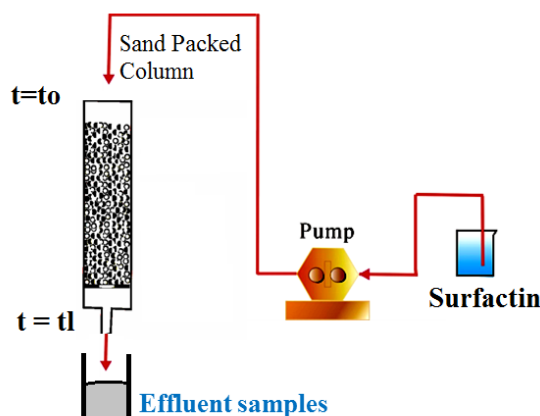 Sand Packed
Column
t=to
Pump
Surfactin
t = tl
Effluent samples